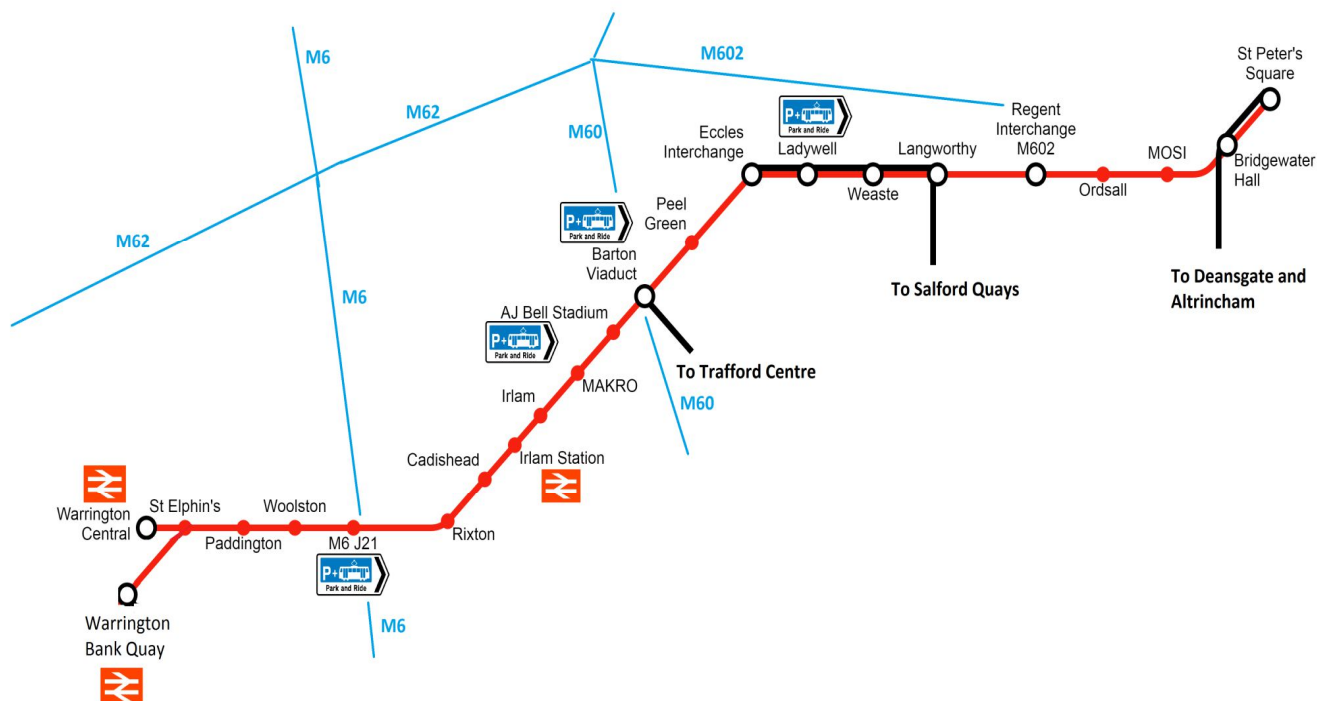 M6
M62
M60
M602
St Peter's
Square
P+
Park and Ride
Regent
Interchange
M602
Eccles
Interchange
Ladywell
Langworthy
MOSI
Bridgewater
Hall
Weaste
Ordsall
Peel
Green
P+
Park and Ride
Barton
Viaduct
M62
M6
To Salford Quays
To Deansgate and
Altrincham
AJ Bell Stadium
P+
Park and Ride
To Trafford Centre
MAKRO
M60
Irlam
Irlam Station
Cadishead
Rixton
Warrington
Central
St Elphin's
Woolston
Paddington
M6 J21
P+
Park and Ride
M6
Warrington
Bank Quay